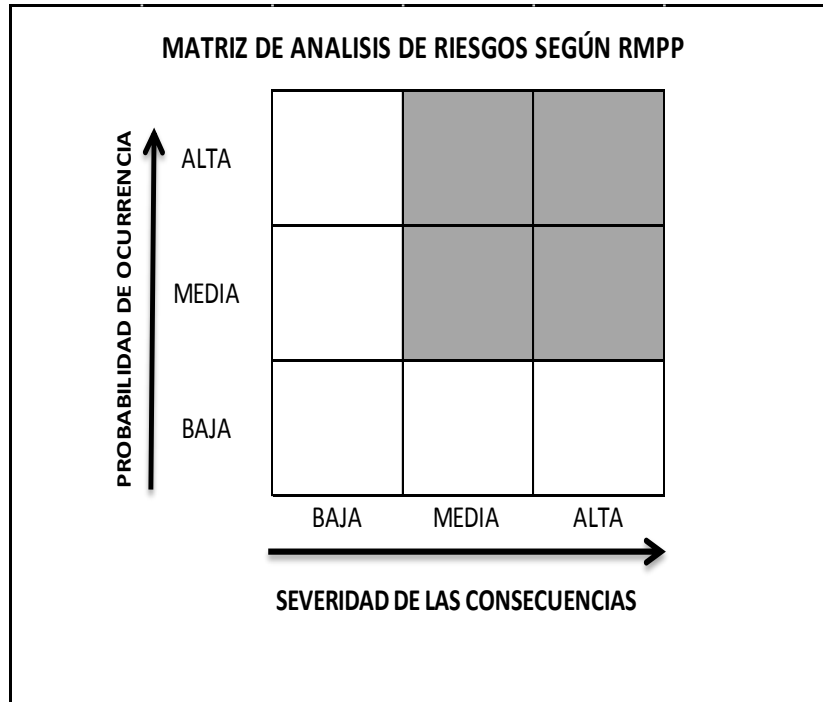 MATRIZ DE ANALISIS DE RIESGOS SEGÚN RMPP
PROBABILIDAD DE OCURRENCIA
ALTA
MEDIA
BAJA
BAJA MEDIA ALTA
SEVERIDAD DE LAS CONSECUENCIAS